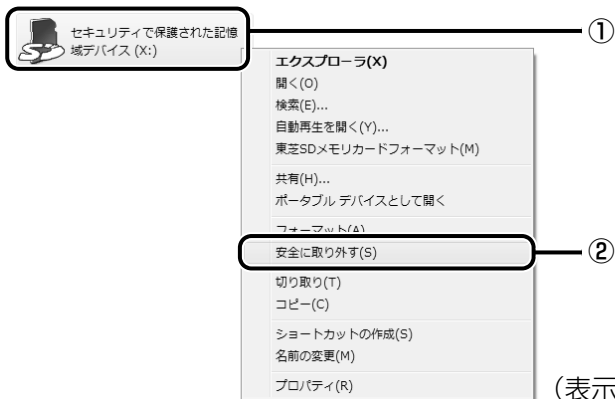 セキュリティで保護された記憶
域デバイス (X:)
①
エクスプローラ(X)
開く(O)
検索(E)...
自動再生を開く(Y)...
東芝SDメモリカードフォーマット(M)
共有(H)...
ポータブル デバイスとして開く
フォーマット(A)
安全に取り外す(S)
②
切り取り(T)
コピー(C)
ショートカットの作成(S)
名前の変更(M)
プロパティ(R)
（表示